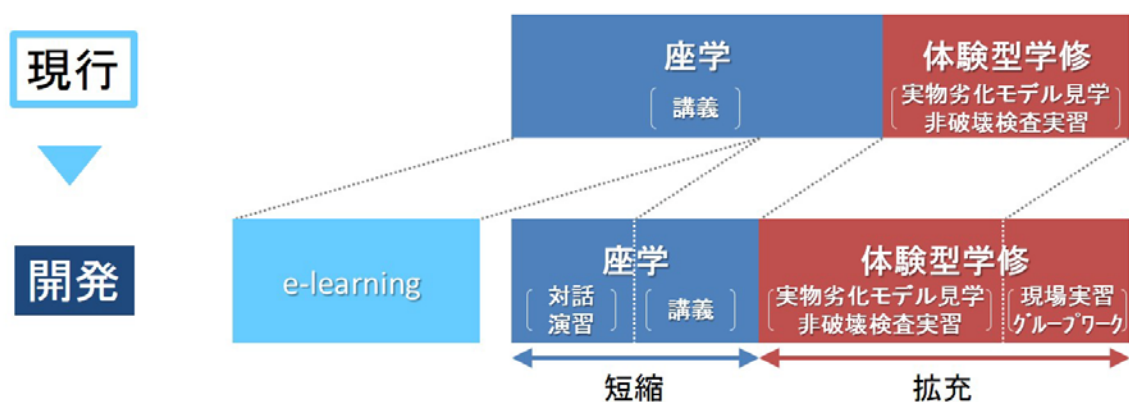 現行
座学
講義
体験型学修
実物劣化モデル見学
非破壊検査実習
開発
e-learning
座学
対話
演習
講義
体験型学修
実物劣化モデル見学
非破壊検査実習
現場実習
グループワーク
短縮
拡充